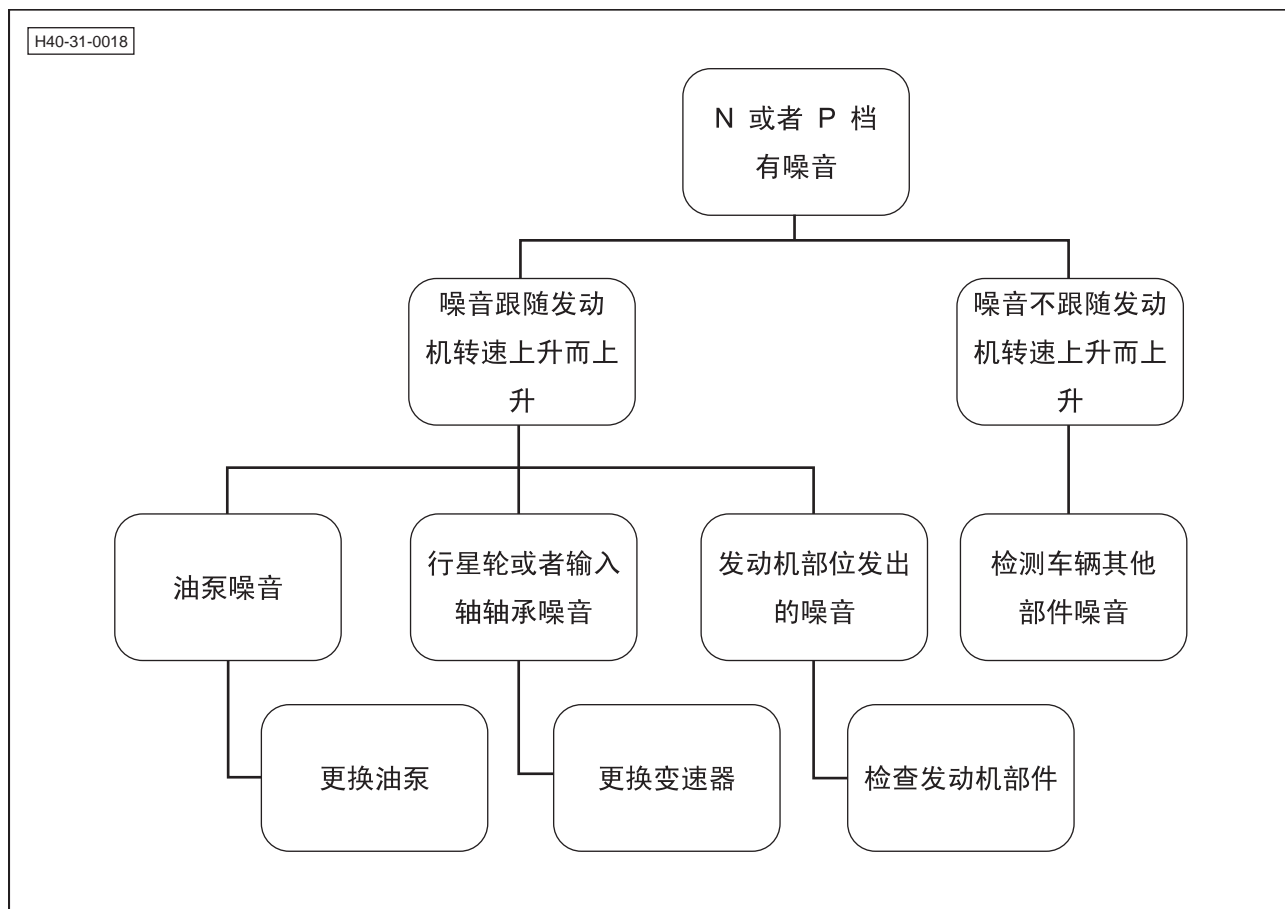 H40-31-0018
N 或者 P 档
有噪音
噪音跟随发动
机转速上升而上
升
噪音不跟随发动
机转速上升而上
升
油泵噪音
行星轮或者输入
轴轴承噪音
发动机部位发出
的噪音
检测车辆其他
部件噪音
更换油泵
更换变速器
检查发动机部件